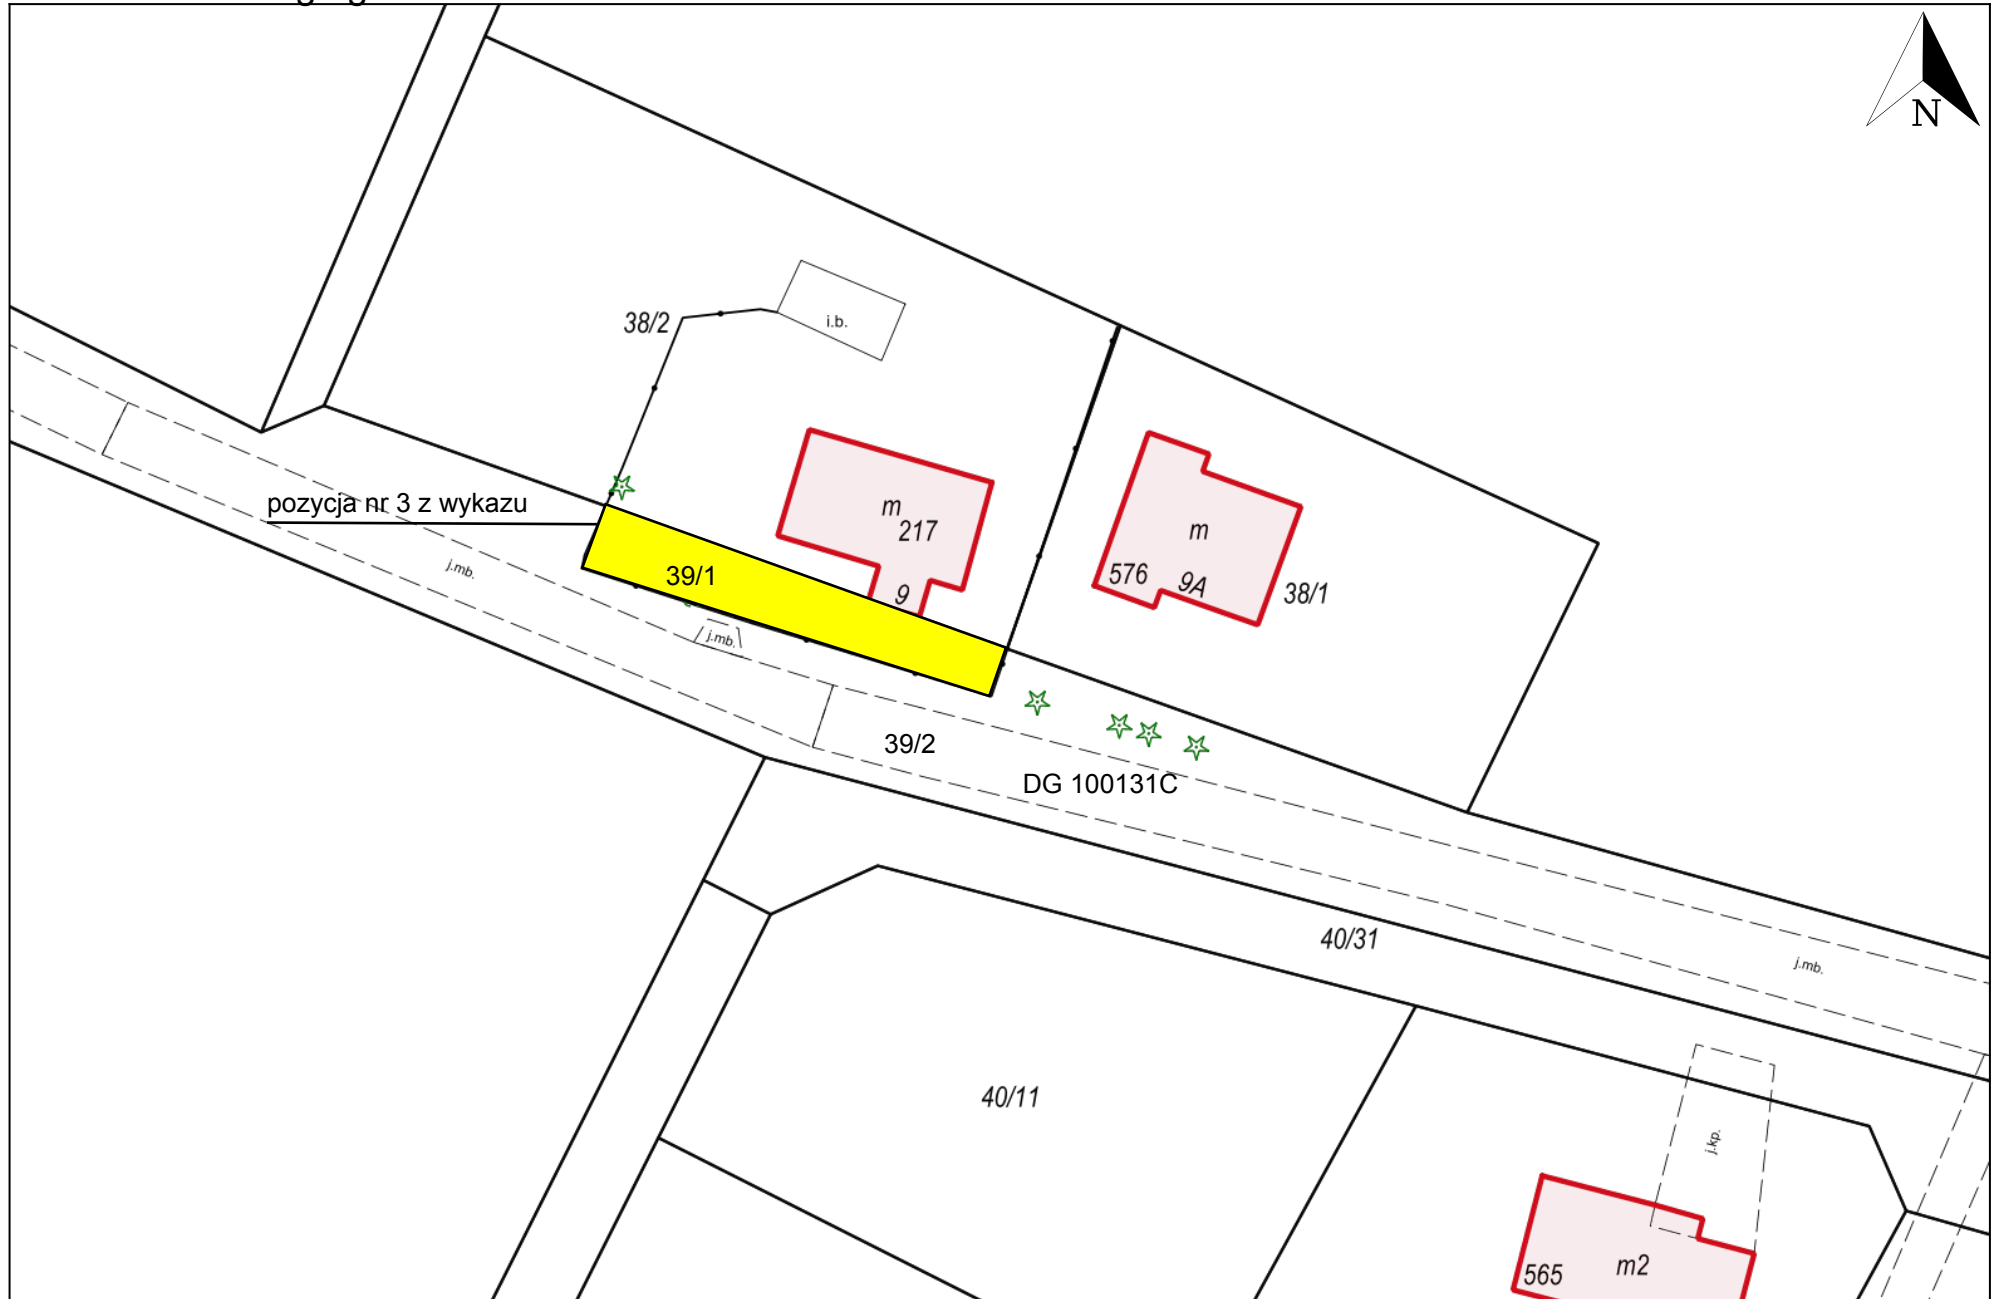 N
38/2
i.b.
pozycja nr 3 z wykazu
m
217
m
j.mb.
39/1
576
9A
38/1
9
j.mb.
39/2
DG 100131C
40/31
j.mb.
40/11
j.kp.
m2
565